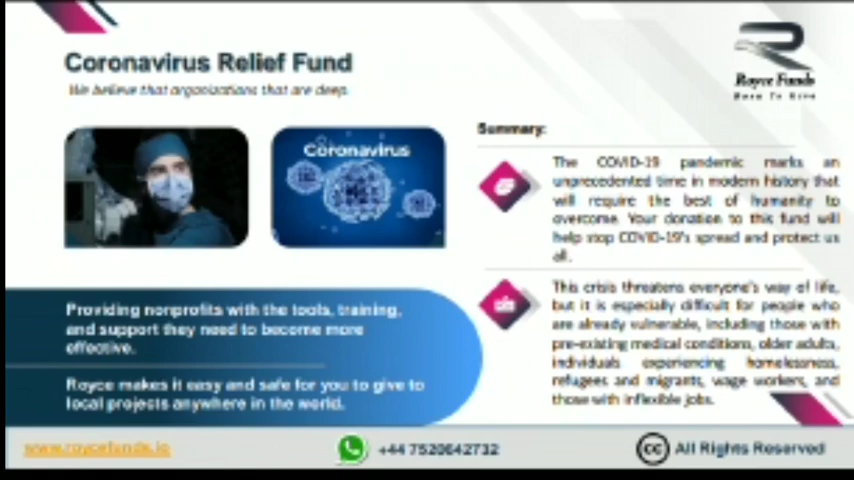 Coronavirus Relief Fund
We believe that organizations that are deep.
Royce Funds
Born To Give
Coronavirus
Summary:
The COVID-19 pandemic marks an
unprecedented time in modern history that
will require the best of humanity to
overcome. Your donation to this fund will
help stop COVID-19's spread and protect us
all.
This crisis threatens everyone's way of life,
but it is especially difficult for people who
are already vulnerable, including those with
pre-existing medical conditions, older adults,
individuals experiencing homelessness,
refugees and migrants, wage workers, and
those with inflexible jobs.
Providing nonprofits with the tools, training,
and support they need to become more
effective.
Royce makes it easy and safe for you to give to
local projects anywhere in the world.
www.roycefunds.io
+44 7520642732
cc All Rights Reserved